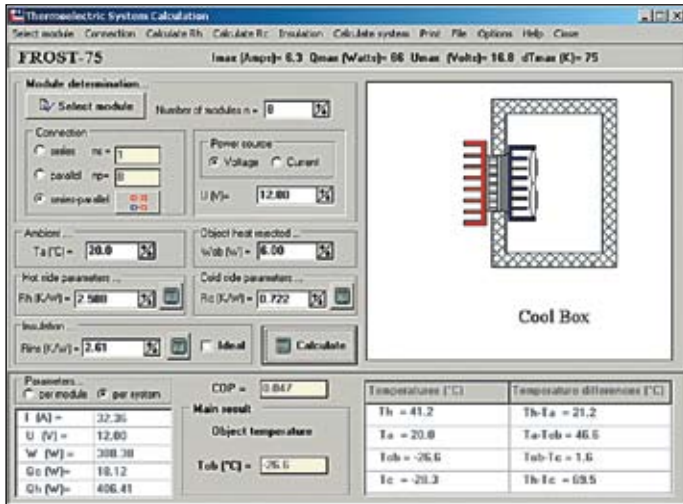 Thermoelectric System Calculation
Select module Connection Calculate Rh Calculate Rc Insulation Calculate system Print File Options Help Close
FROST-75 Imax (Amps)= 6.3 Qmax (Watts)= 66 Umax (Volts)= 16.8 dTmax (K)= 75
Module determination...
Select module Number of modules n = 8
Connection
series ns = 1
parallel np= 8
series-parallel
Power source
Voltage Current
U (V)= 12.00
Ambient ...
Ta (°C) = 20.0
Object heat rejected ...
Wob (W) = 6.00
Hot side parameters ...
Rh (K/W) =
Cold side parameters ...
Rc (K/W) = 0.722
Insulation
Rins (K/W) = 2.61 Ideal Calculate
Cool Box
Parameters...
per module per system
I (A) = 32.36
U (V) = 12.00
W (W) =
Qc (W)= 18.12
Qh (W)= 406.41
COP = 0.047
Main result
Object temperature
Tob (°C) = -26.6
Temperatures (°C) Temperature differences (°C)
Th = 41.2 Th-Ta = 21.2
Ta = 20.0 Ta-Tob = 46.6
Tob = -26.6 Tob-Tc = 1.6
Tc = -28.3 Th-Tc = 69.5